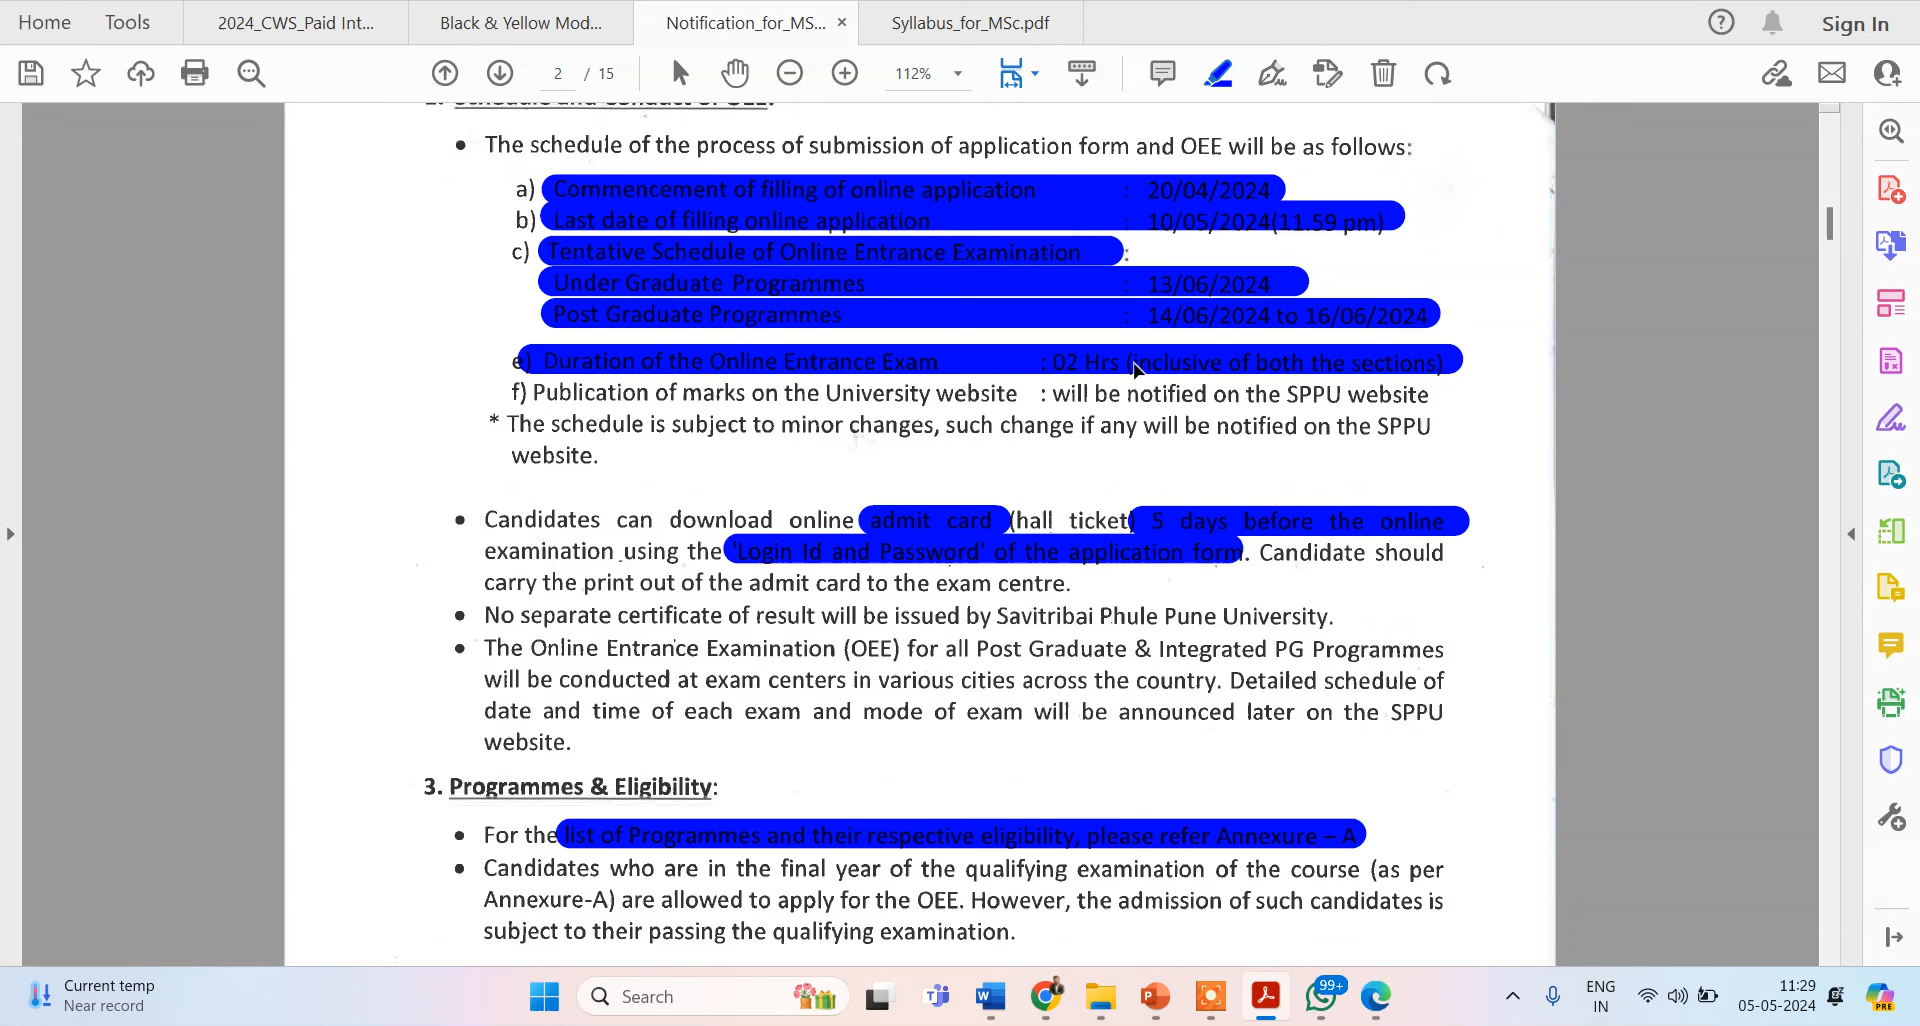 Home Tools 2024_CWS_Paid Int... Black & Yellow Mod... Notification_for_MS... × Syllabus_for_MSc.pdf ? Sign In
2 / 15 112%
2. Schedule and Conduct of OEE:
• The schedule of the process of submission of application form and OEE will be as follows:
a) Commencement of filling of online application : 20/04/2024
b) Last date of filling online application : 10/05/2024(11.59 pm)
c) Tentative Schedule of Online Entrance Examination :
Under Graduate Programmes : 13/06/2024
Post Graduate Programmes : 14/06/2024 to 16/06/2024
e) Duration of the Online Entrance Exam : 02 Hrs (inclusive of both the sections)
f) Publication of marks on the University website : will be notified on the SPPU website
* The schedule is subject to minor changes, such change if any will be notified on the SPPU
website.
• Candidates can download online admit card (hall ticket) 5 days before the online
examination using the 'Login Id and Password' of the application form. Candidate should
carry the print out of the admit card to the exam centre.
• No separate certificate of result will be issued by Savitribai Phule Pune University.
• The Online Entrance Examination (OEE) for all Post Graduate & Integrated PG Programmes
will be conducted at exam centers in various cities across the country. Detailed schedule of
date and time of each exam and mode of exam will be announced later on the SPPU
website.
3. Programmes & Eligibility:
• For the list of Programmes and their respective eligibility, please refer Annexure – A
• Candidates who are in the final year of the qualifying examination of the course (as per
Annexure-A) are allowed to apply for the OEE. However, the admission of such candidates is
subject to their passing the qualifying examination.
Current temp
Near record
Search
99+
ENG
IN
11:29
05-05-2024
PRE